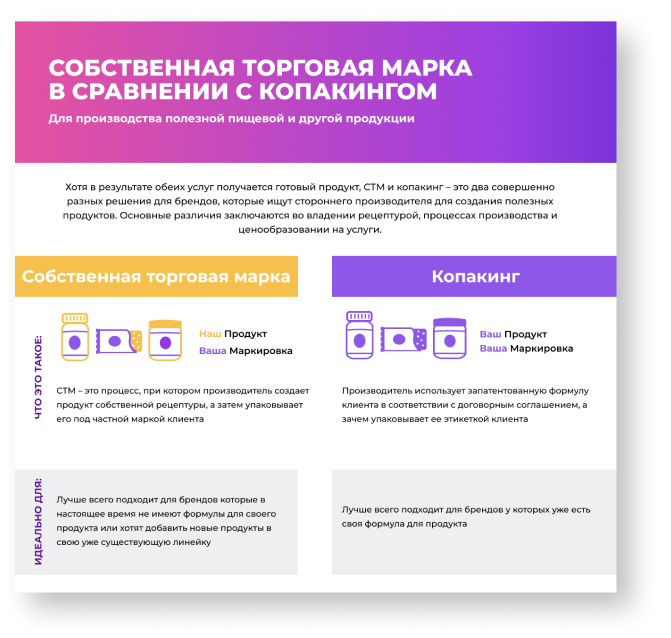 СОБСТВЕННАЯ ТОРГОВАЯ МАРКА
В СРАВНЕНИИ С КОПАКИНГОМ
Для производства полезной пищевой и другой продукции
Хотя в результате обеих услуг получается готовый продукт, СТМ и копакинг – это два совершенно
разных решения для брендов, которые ищут стороннего производителя для создания полезных
продуктов. Основные различия заключаются во владении рецептурой, процессах производства и
ценообразовании на услуги.
Собственная торговая марка
Копакинг
ЧТО ЭТО ТАКОЕ:
Наш Продукт
Ваша Маркировка
СТМ – это процесс, при котором производитель создает
продукт собственной рецептуры, а затем упаковывает
его под частной маркой клиента
Ваш Продукт
Ваша Маркировка
Производитель использует запатентованную формулу
клиента в соответствии с договорным соглашением, а
зачем упаковывает ее этикеткой клиента
ИДЕАЛЬНО ДЛЯ:
Лучше всего подходит для брендов которые в
настоящее время не имеют формулы для своего
продукта или хотят добавить новые продукты в
свою уже существующую линейку
Лучше всего подходит для брендов у которых уже есть
своя формула для продукта